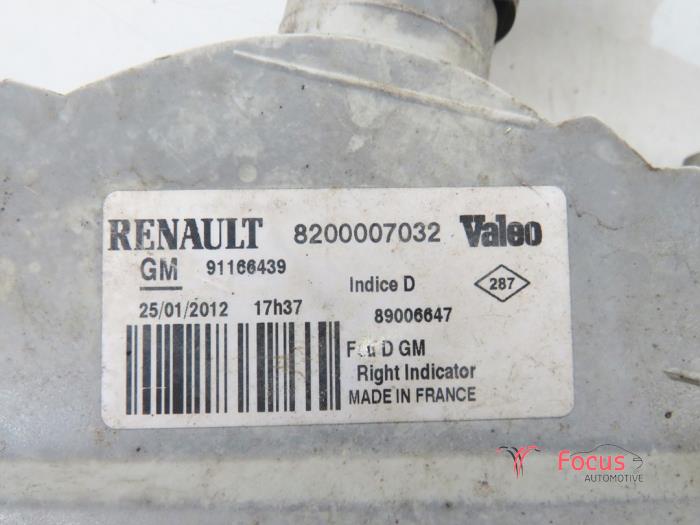 RENAULT 8200007032 Valeo
GM 91166439
Indice D 287
25/01/2012 17h37 89006647
D GM
Right Indicator
MADE IN FRANCE
Focus
AUTOMOTIVE